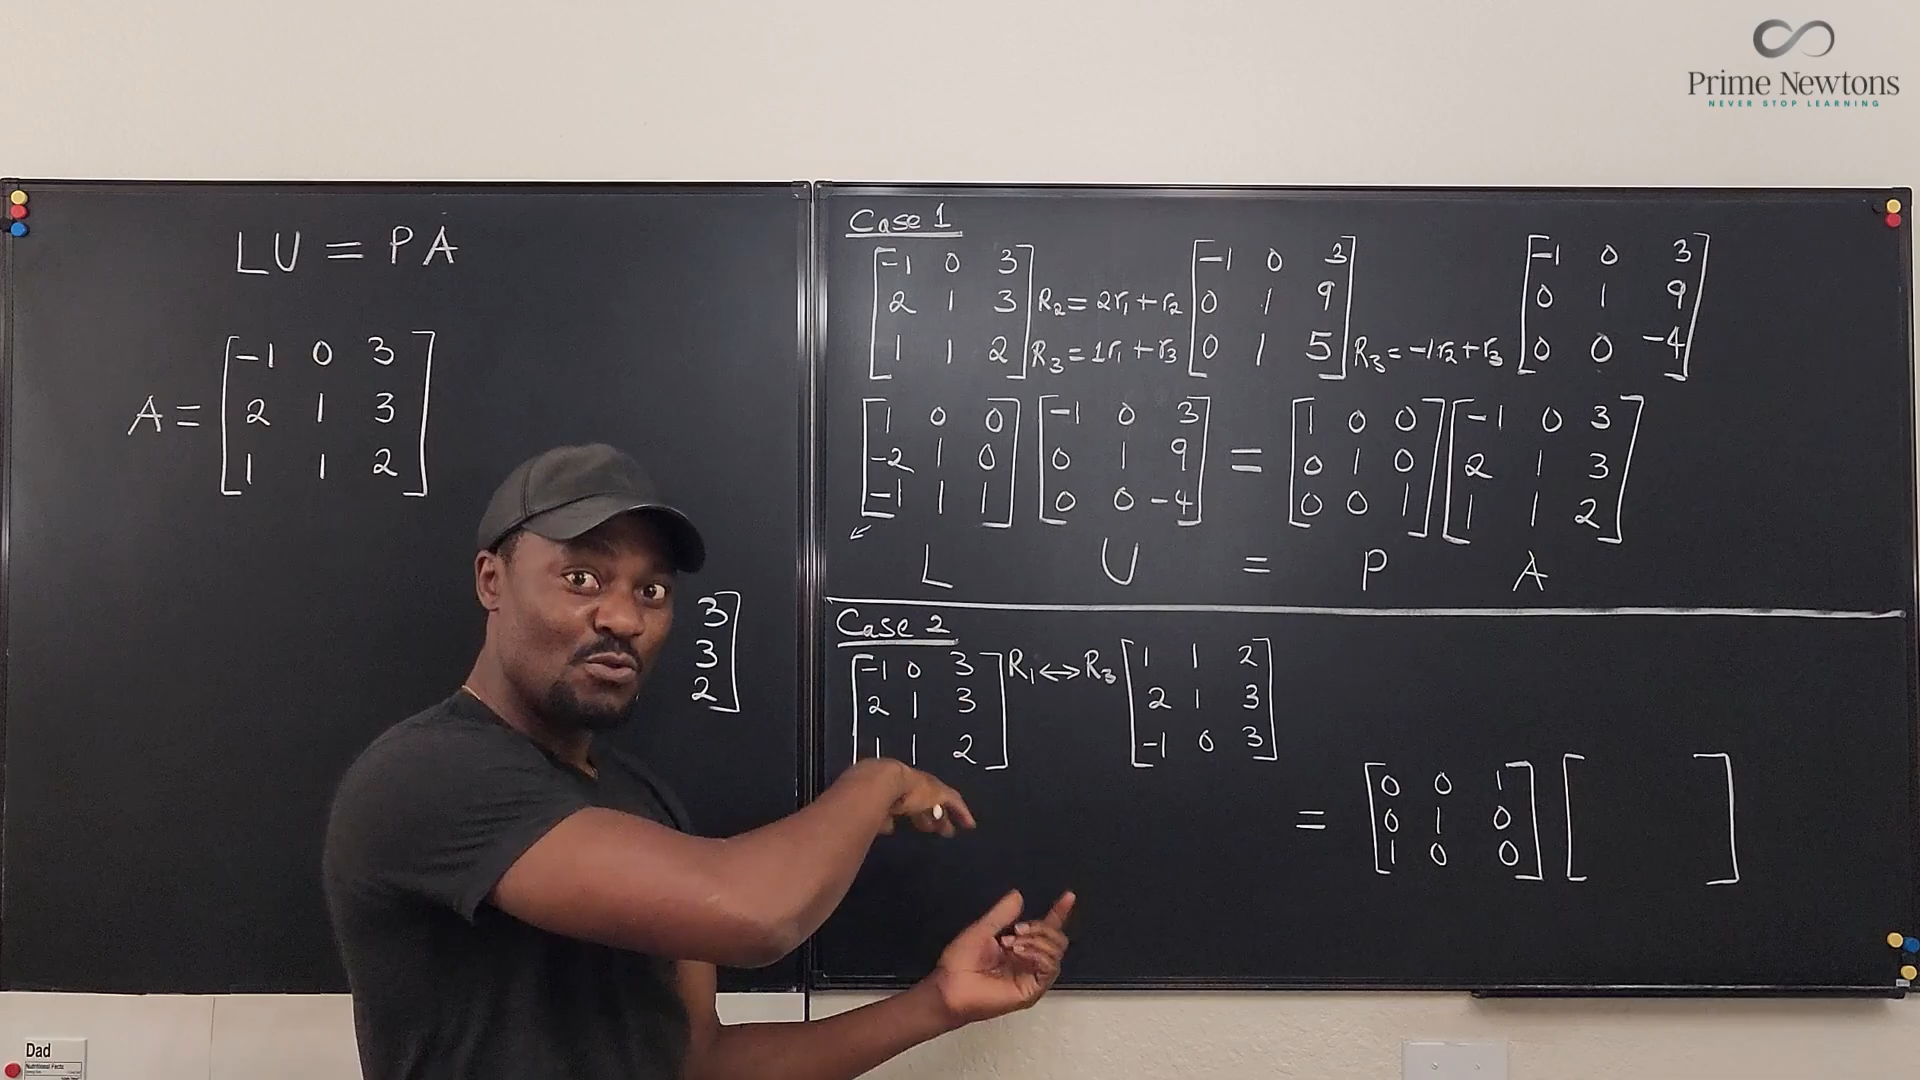 Prime Newtons
NEVER STOP LEARNING
LU = PA
A = [-1 0 3
2 1 3
1 1 2]
3
3
2]
Case 1
[-1 0 3 [-1 0 3 [-1 0 3
2 1 3 R₂ = 2r₁ + r₂ 0 1 9 0 1 9
1 1 2] R₃ = 1r₁ + r₃ 0 1 5] R₃ = -1r₂ + r₃ 0 0 -4]
[1 0 0 [-1 0 3 [1 0 0 [-1 0 3
-2 1 0 0 1 9 = 0 1 0 2 1 3
-1 1 1] 0 0 -4] 0 0 1] 1 1 2]
L U = P A
Case 2
[-1 0 3 R₁ ↔ R₃ [1 1 2
2 1 3 2 1 3
1 1 2] -1 0 3]
[0 0 1 [
= 0 1 0
1 0 0] ]
Dad
Nutritional Facts